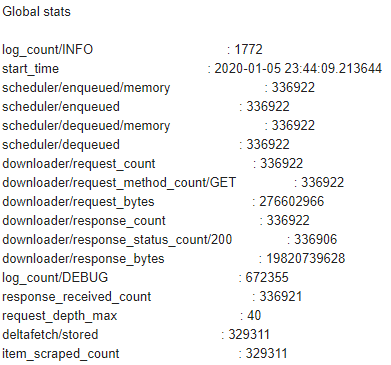 Global stats
log_count/INFO : 1772
start_time : 2020-01-05 23:44:09.213644
scheduler/enqueued/memory : 336922
scheduler/enqueued : 336922
scheduler/dequeued/memory : 336922
scheduler/dequeued : 336922
downloader/request_count : 336922
downloader/request_method_count/GET : 336922
downloader/request_bytes : 276602966
downloader/response_count : 336922
downloader/response_status_count/200 : 336906
downloader/response_bytes : 19820739628
log_count/DEBUG : 672355
response_received_count : 336921
request_depth_max : 40
deltafetch/stored : 329311
item_scraped_count : 329311